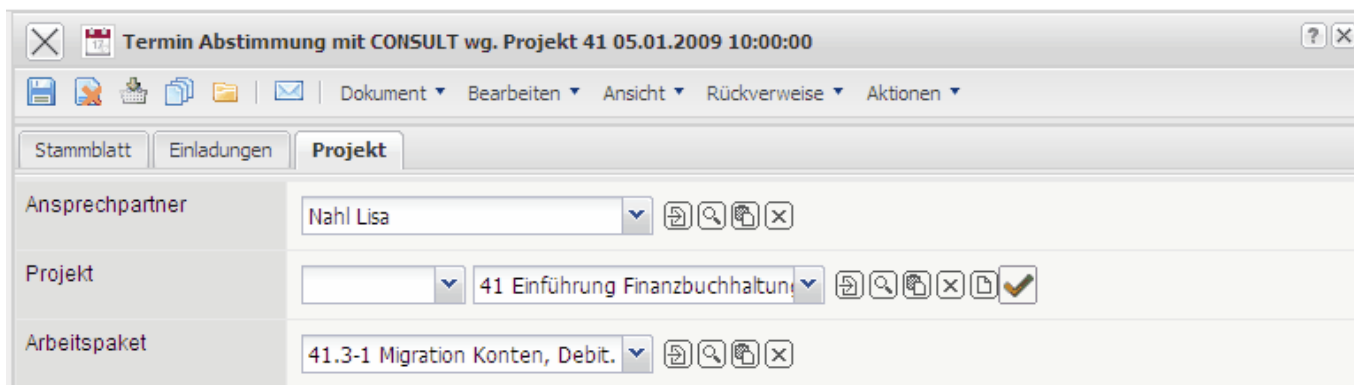 Termin Abstimmung mit CONSULT wg. Projekt 41 05.01.2009 10:00:00
Dokument Bearbeiten Ansicht Rückverweise Aktionen
Stammblatt Einladungen Projekt
Ansprechpartner Nahl Lisa
Projekt 41 Einführung Finanzbuchhaltun
Arbeitspaket 41.3-1 Migration Konten, Debit.